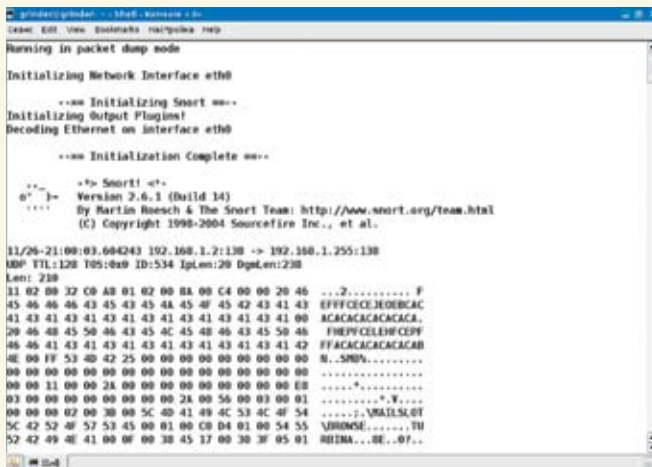 grinder@grinder: - Shell - Konsole <3>
Сеанс Edit View Bookmarks Настройка Help
Running in packet dump mode
Initializing Network Interface eth0
--== Initializing Snort ==--
Initializing Output Plugins!
Decoding Ethernet on interface eth0
--== Initialization Complete ==--
,,_ -*> Snort! <*-
o" )~ Version 2.6.1 (Build 14)
'''' By Martin Roesch & The Snort Team: http://www.snort.org/team.html
(C) Copyright 1998-2004 Sourcefire Inc., et al.
11/26-21:00:03.604243 192.168.1.2:138 -> 192.168.1.255:138
UDP TTL:128 TOS:0x0 ID:534 IpLen:20 DgmLen:238
Len: 210
11 02 80 32 C0 A8 01 02 00 8A 00 C4 00 00 20 46 ...2.......... F
45 46 46 46 43 45 43 45 4A 45 4F 45 42 43 41 43 EFFFCECEJEOEBCAC
41 43 41 43 41 43 41 43 41 43 41 43 41 43 41 00 ACACACACACACACA.
20 46 48 45 50 46 43 45 4C 45 48 46 43 45 50 46 FHEPFCELEHFCEPF
46 46 41 43 41 43 41 43 41 43 41 43 41 43 41 42 FFACACACACACACAB
4E 00 FF 53 4D 42 25 00 00 00 00 00 00 00 00 00 N..SMB%.........
00 00 00 00 00 00 00 00 00 00 00 00 00 00 00 00 ................
00 00 11 00 00 2A 00 00 00 00 00 00 00 00 00 E8 .....*..........
03 00 00 00 00 00 00 00 00 2A 00 56 00 03 00 01 .........*.V....
00 00 00 02 00 3B 00 5C 4D 41 49 4C 53 4C 4F 54 .....;.\MAILSLOT
5C 42 52 4F 57 53 45 00 01 00 C0 D4 01 00 54 55 \BROWSE.......TU
52 42 49 4E 41 00 0F 00 38 45 17 00 30 3F 05 01 RBINA...8E..0?..
Shell